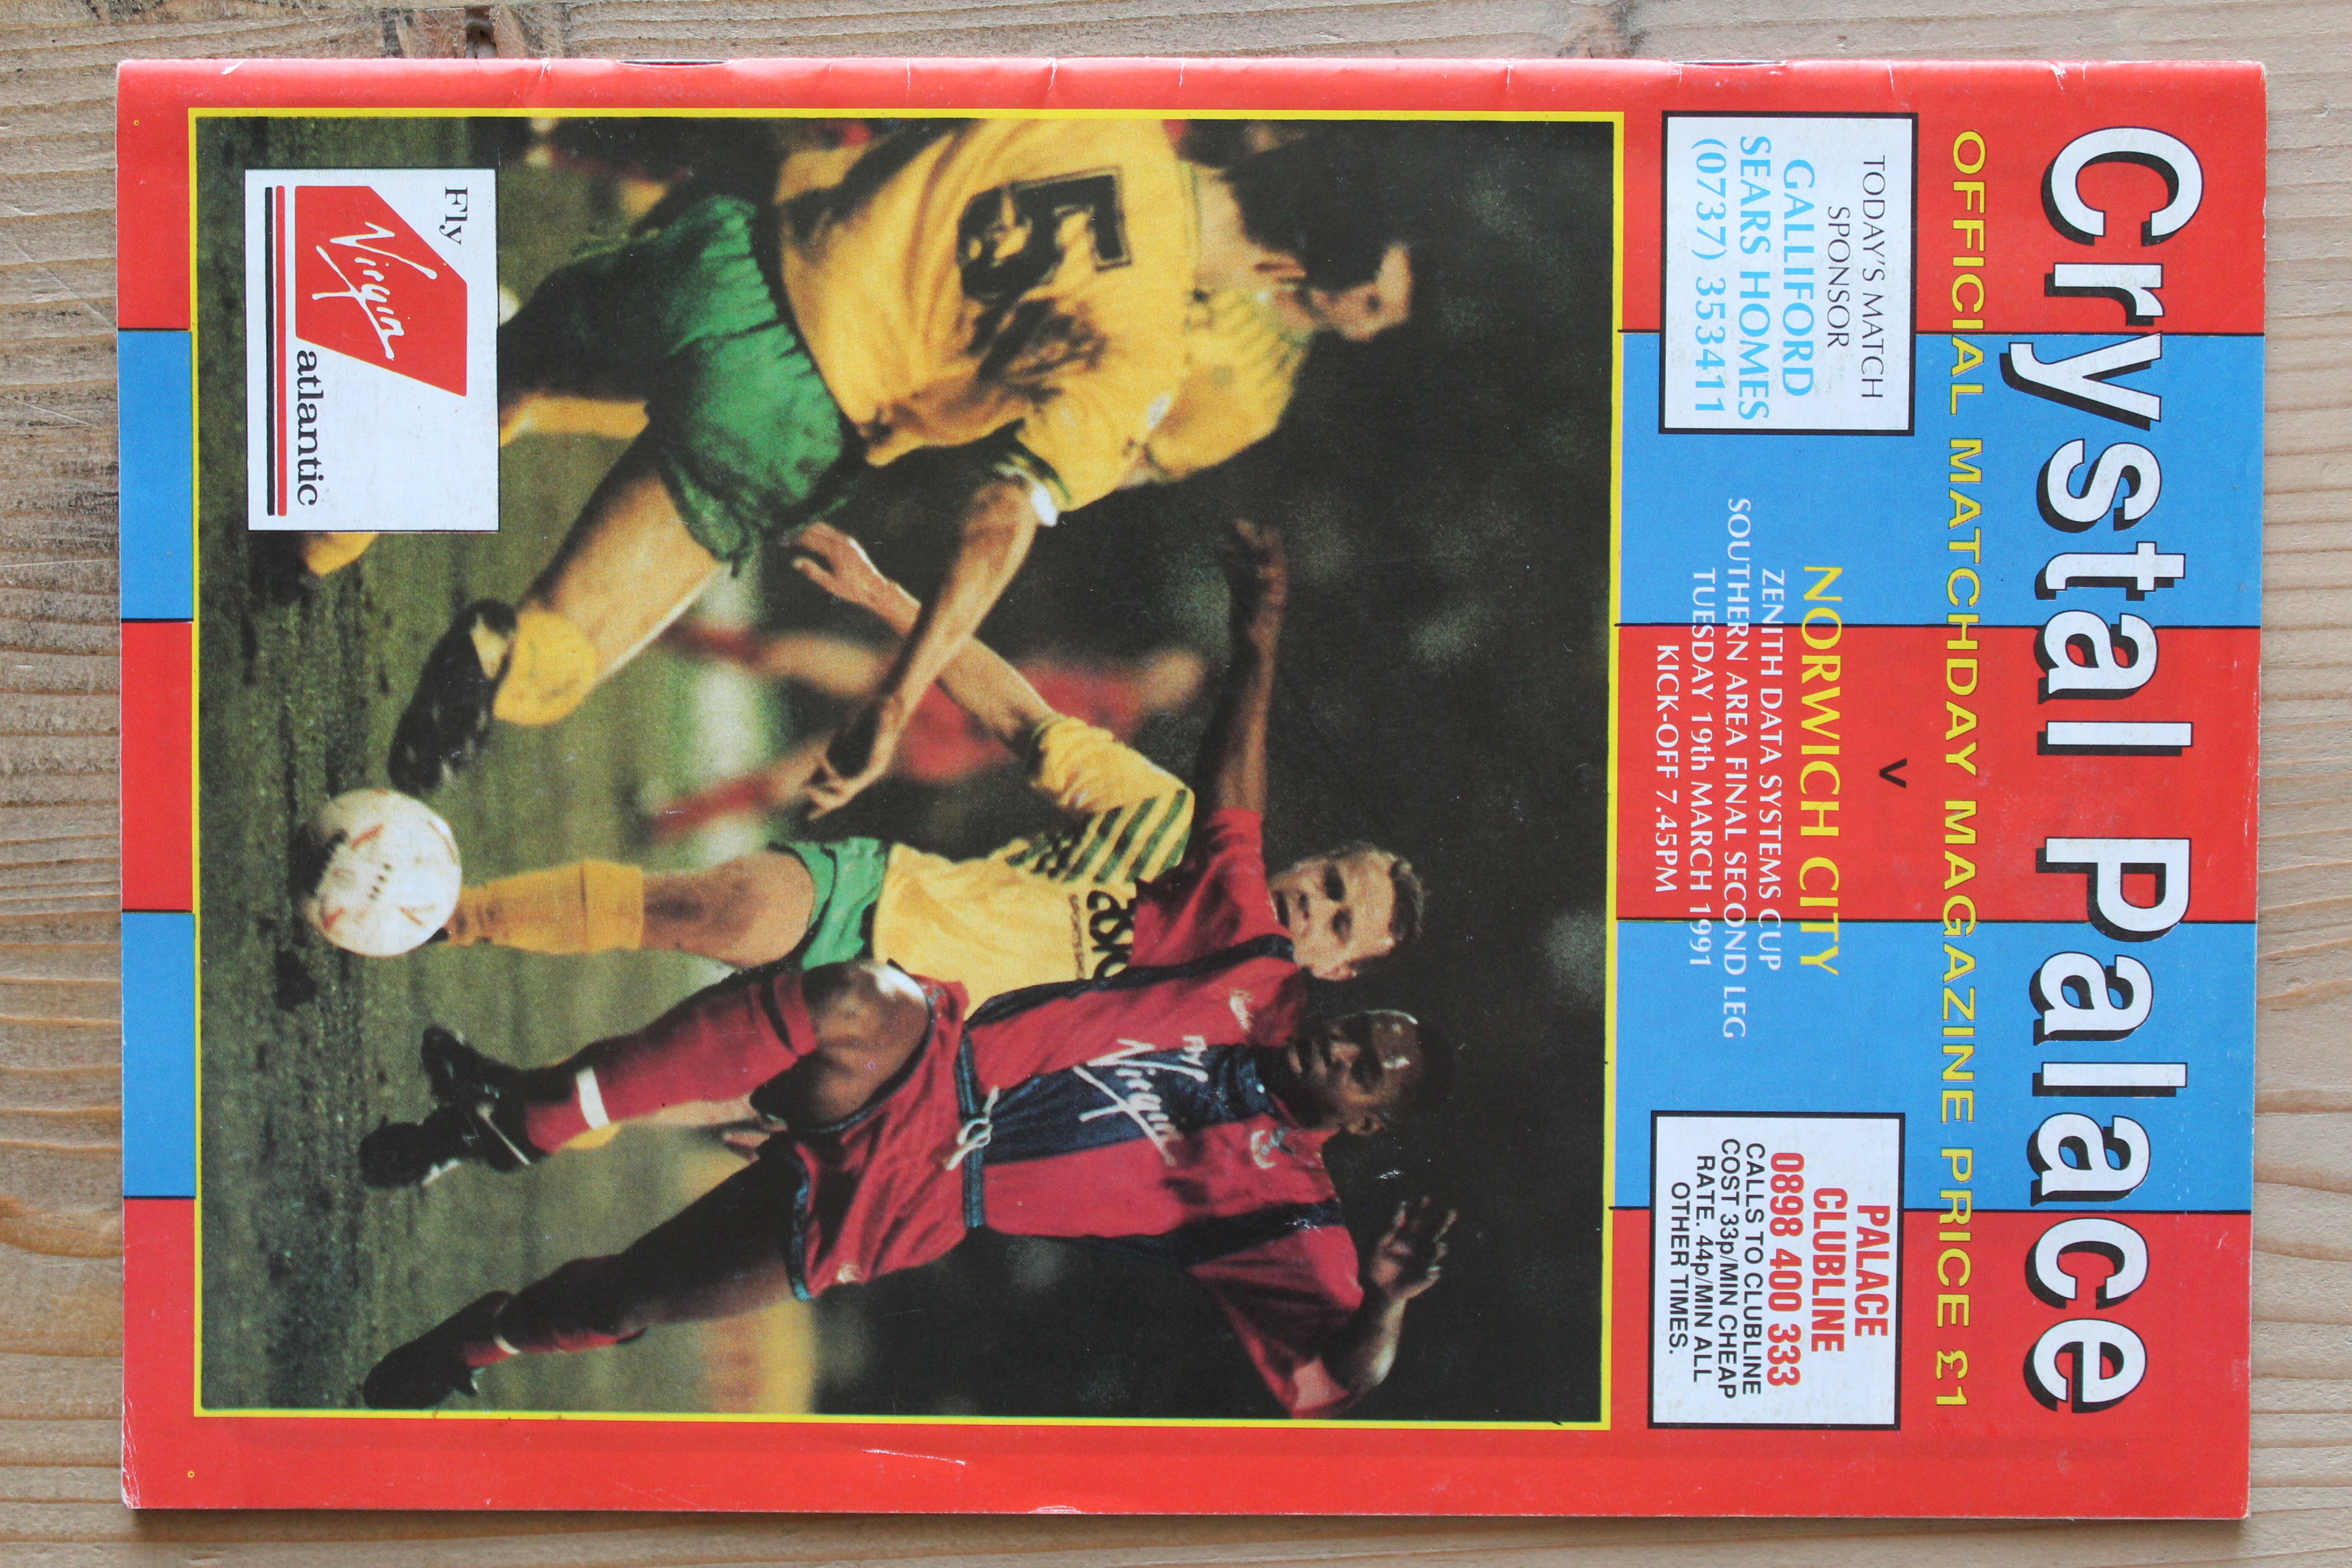 Crystal Palace
OFFICIAL MATCHDAY MAGAZINE PRICE £1
TODAY'S MATCH
SPONSOR
GALLIFORD
SEARS HOMES
(0737) 353411
v
NORWICH CITY
ZENITH DATA SYSTEMS CUP
SOUTHERN AREA FINAL SECOND LEG
TUESDAY 19th MARCH 1991
KICK-OFF 7.45PM
PALACE
CLUBLINE
0898 400 333
CALLS TO CLUBLINE
COST 33p/MIN CHEAP
RATE. 44p/MIN ALL
OTHER TIMES.
Fly
Virgin
asics
Fly
Virgin
atlantic